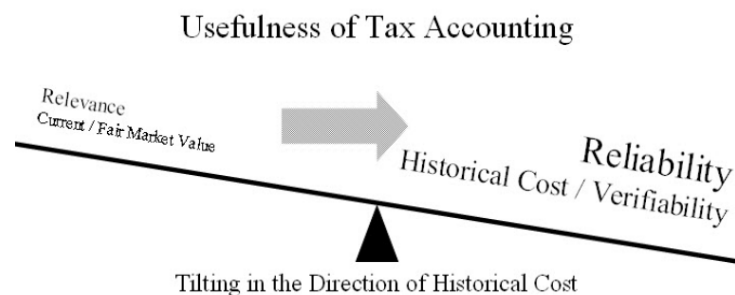 Usefulness of Tax Accounting
Relevance
Current / Fair Market Value
Reliability
Historical Cost / Verifiability
Tilting in the Direction of Historical Cost